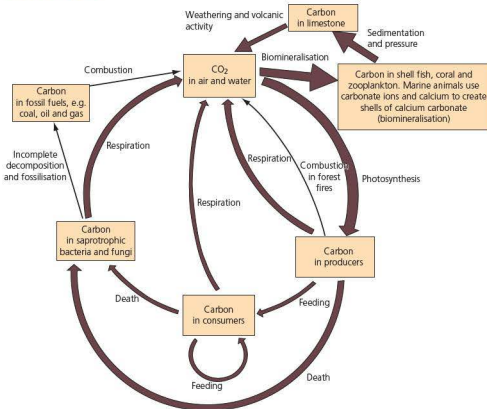 Weathering and volcanic
activity
Carbon
in limestone
Sedimentation
and pressure
CO2
in air and water
Biomineralisation
Carbon in shell fish, coral and
zooplankton. Marine animals use
carbonate ions and calcium to create
shells of calcium carbonate
(biomineralisation)
Combustion
Carbon
in fossil fuels, e.g.
coal, oil and gas
Incomplete
decomposition
and fossilisation
Respiration
Respiration
Respiration
Combustion
in forest
fires
Photosynthesis
Carbon
in saprotrophic
bacteria and fungi
Carbon
in producers
Death
Carbon
in consumers
Feeding
Feeding
Death